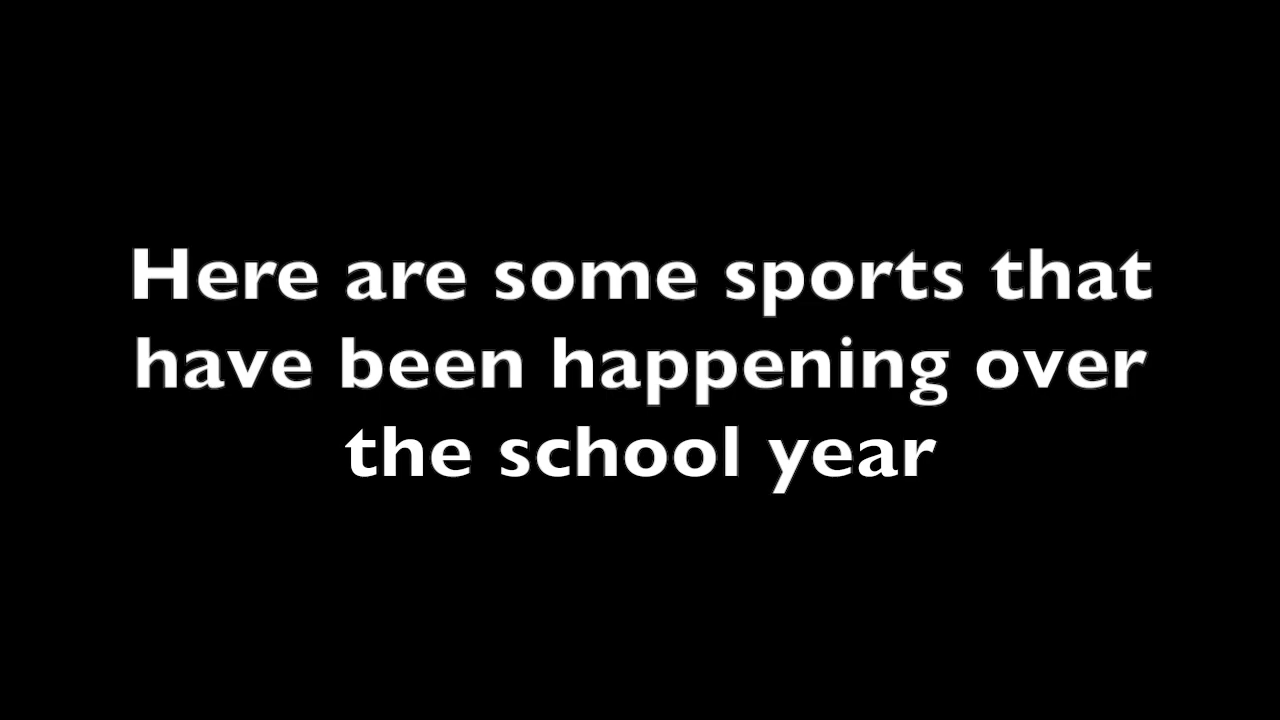 Here are some sports that
have been happening over
the school year